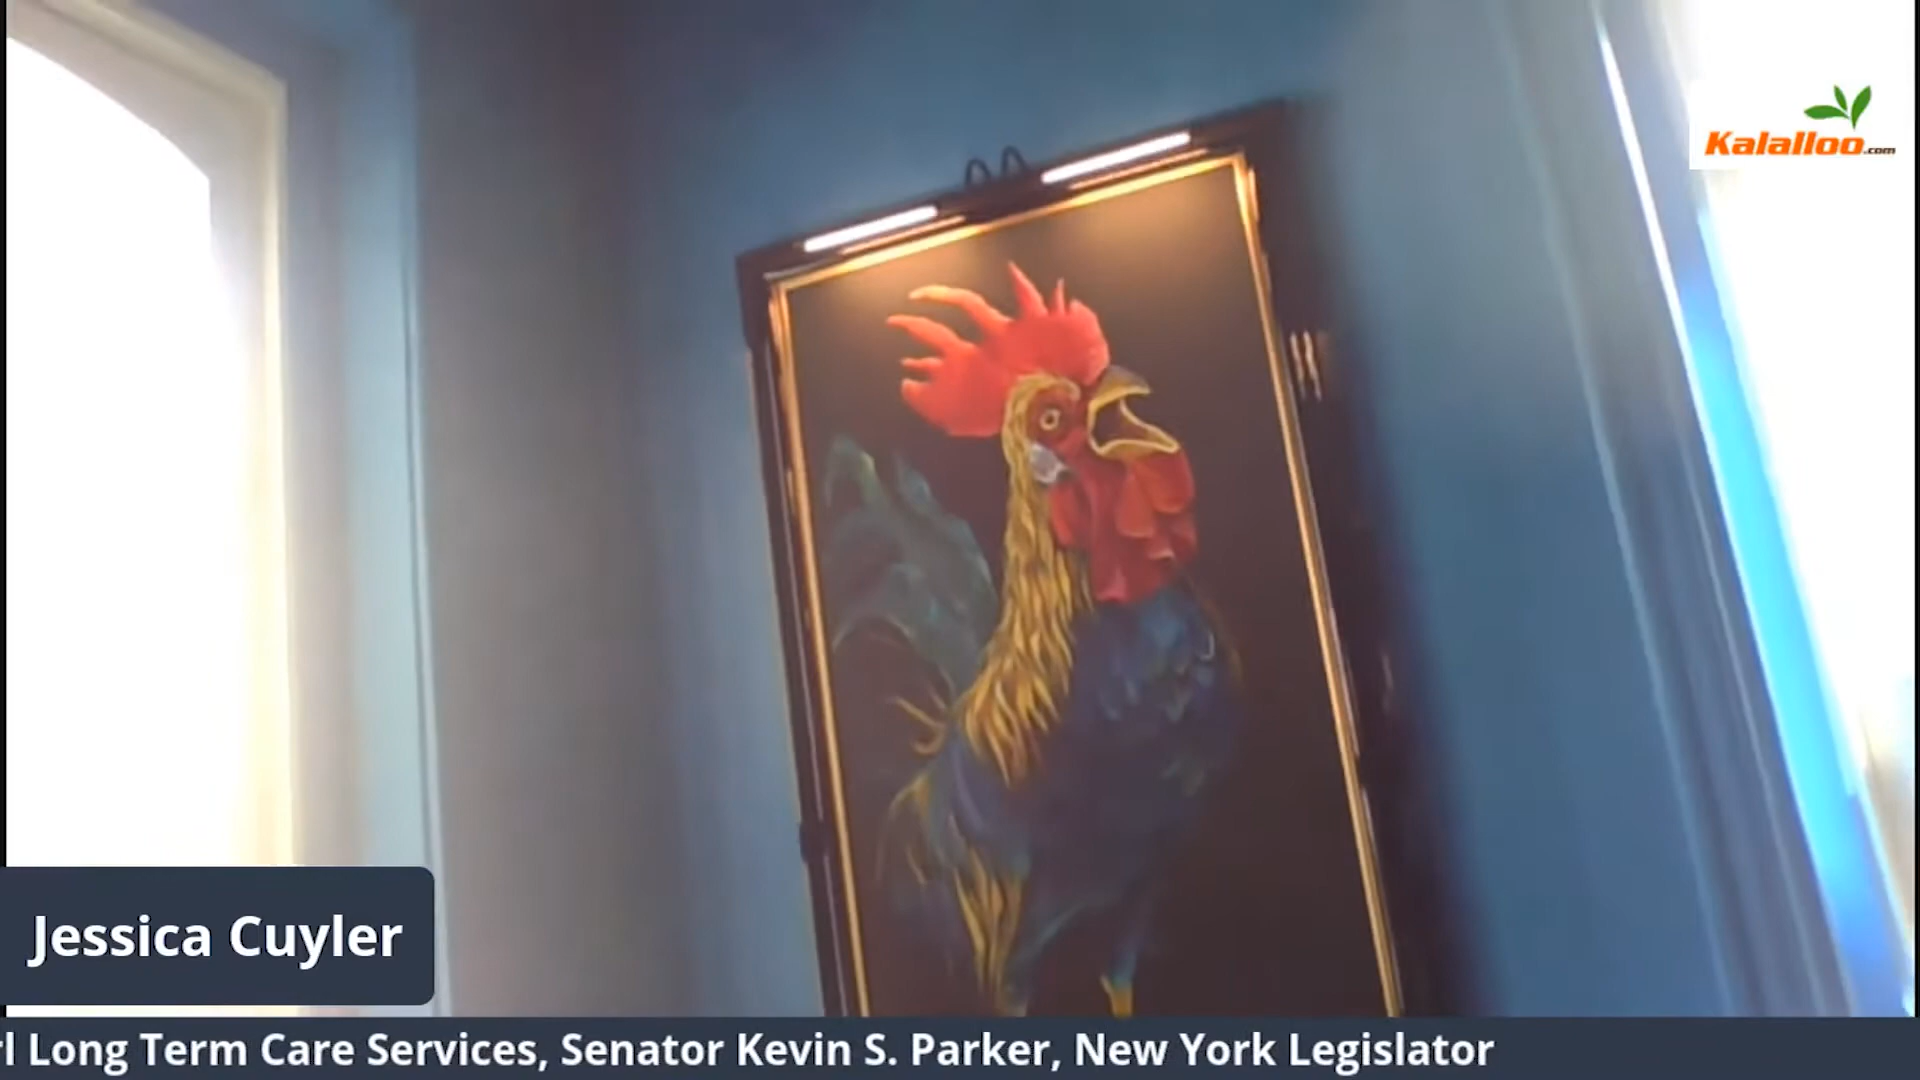 Kalalloo.com
Jessica Cuyler
l Long Term Care Services, Senator Kevin S. Parker, New York Legislator